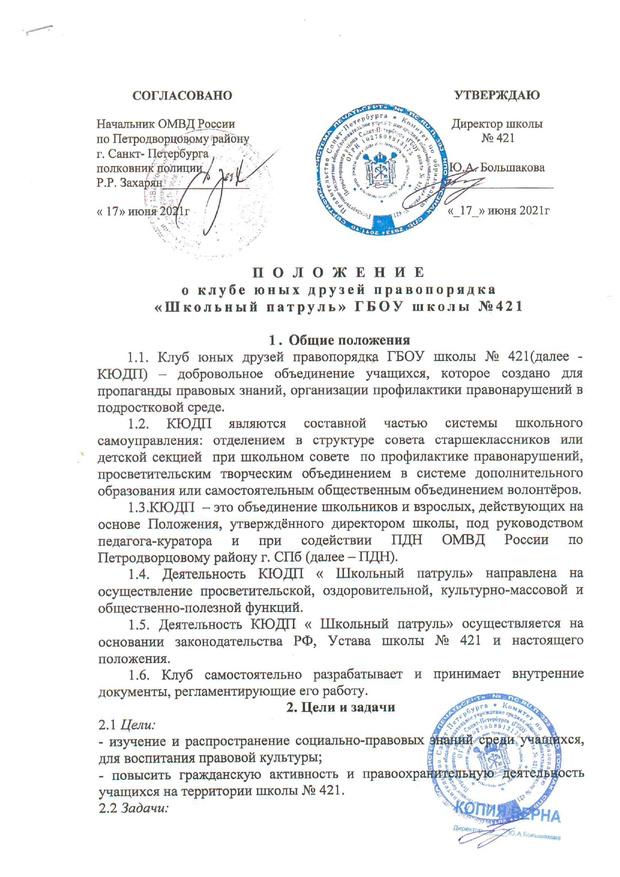 СОГЛАСОВАНО
УТВЕРЖДАЮ
Начальник ОМВД России
по Петродворцовому району
г. Санкт- Петербурга
полковник полиции
Р.Р. Захарян
« 17» июня 2021г
Директор школы
№ 421
Ю.А. Большакова
«_17_» июня 2021г
ПОЛОЖЕНИЕ
о клубе юных друзей правопорядка
«Школьный патруль» ГБОУ школы №421
1. Общие положения
1.1. Клуб юных друзей правопорядка ГБОУ школы № 421(далее -
КЮДП) – добровольное объединение учащихся, которое создано для
пропаганды правовых знаний, организации профилактики правонарушений в
подростковой среде.
1.2. КЮДП являются составной частью системы школьного
самоуправления: отделением в структуре совета старшеклассников или
детской секцией при школьном совете по профилактике правонарушений,
просветительским творческим объединением в системе дополнительного
образования или самостоятельным общественным объединением волонтёров.
1.3.КЮДП – это объединение школьников и взрослых, действующих на
основе Положения, утверждённого директором школы, под руководством
педагога-куратора и при содействии ПДН ОМВД России по
Петродворцовому району г. СПб (далее – ПДН).
1.4. Деятельность КЮДП « Школьный патруль» направлена на
осуществление просветительской, оздоровительной, культурно-массовой и
общественно-полезной функций.
1.5. Деятельность КЮДП « Школьный патруль» осуществляется на
основании законодательства РФ, Устава школы № 421 и настоящего
положения.
1.6. Клуб самостоятельно разрабатывает и принимает внутренние
документы, регламентирующие его работу.
2. Цели и задачи
2.1 Цели:
- изучение и распространие социально-правовых знаний среди учащихся,
для воспитания правовой культуры;
- повысить гражданскую активность и правоохранительную деятельность
учащихся на территории школы № 421.
2.2 Задачи:
КОПИЯ ВЕРНА
Директор Ю.А.Большакова